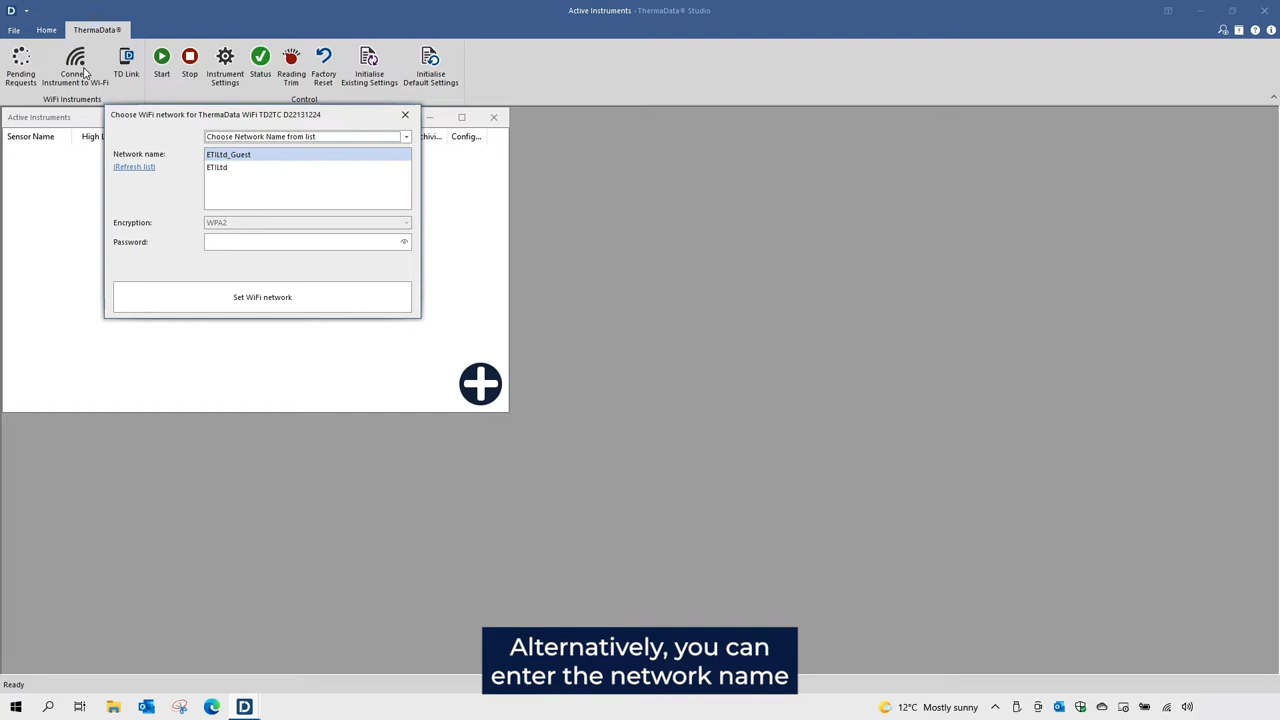 Active Instruments - ThermaData® Studio
File
Home
ThermaData®
Pending
Requests
Connect
Instrument to Wi-Fi
TD Link
Start
Stop
Instrument
Settings
Status
Reading
Trim
Factory
Reset
Initialise
Existing Settings
Initialise
Default Settings
WiFi Instruments
Control
Active Instruments
Sensor Name
High L
chivi...
Config...
Choose WiFi network for ThermaData WiFi TD2TC D22131224
Choose Network Name from list
Network name:
(Refresh list)
ETILtd_Guest
ETILtd
Encryption:
WPA2
Password:
Set WiFi network
Alternatively, you can
enter the network name
Ready
12°C Mostly sunny